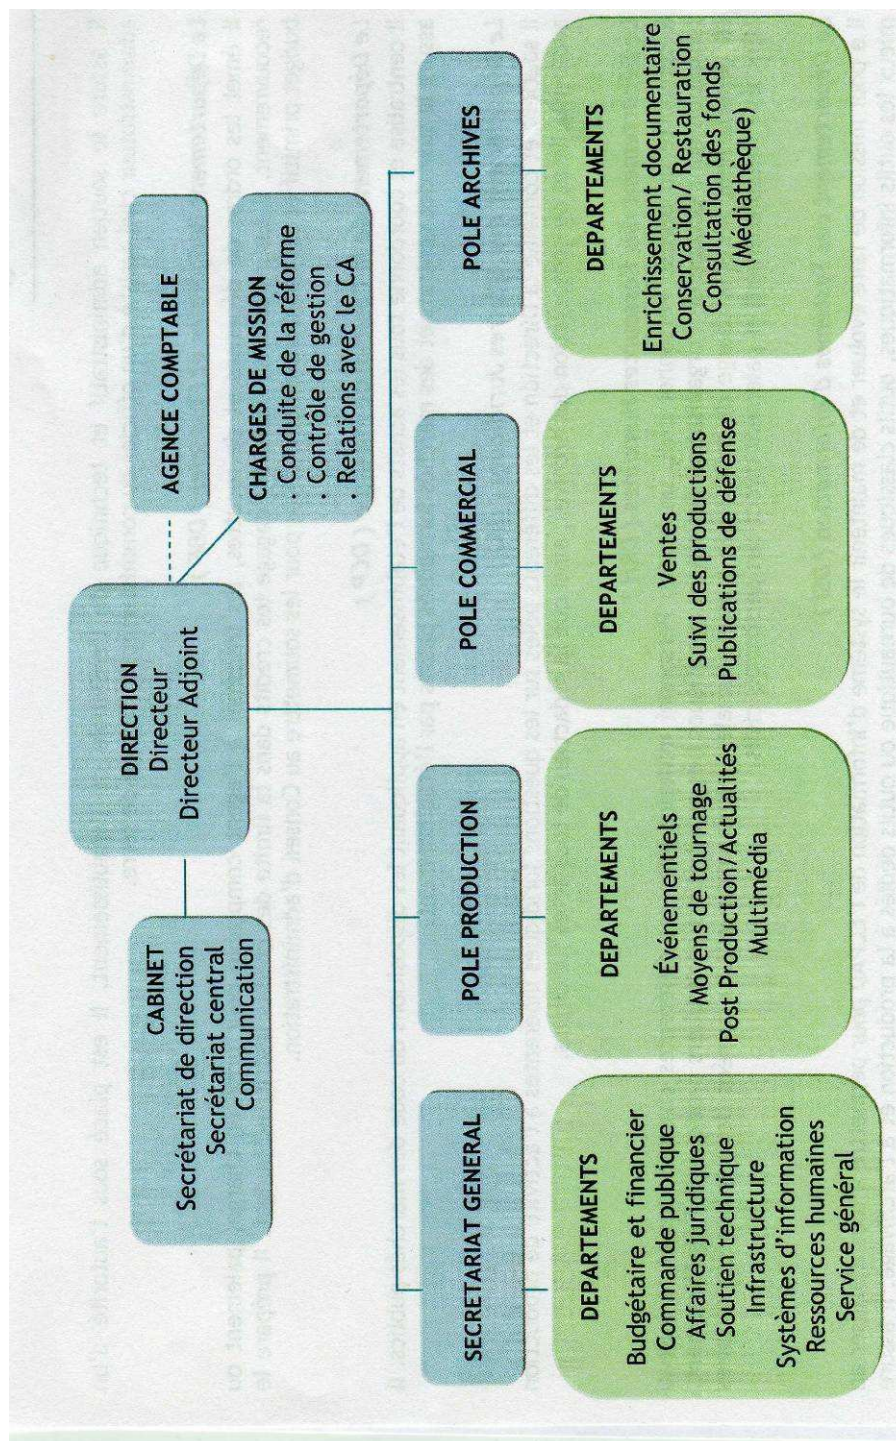 DIRECTION
Directeur
Directeur Adjoint
AGENCE COMPTABLE
CABINET
Secrétariat de direction
Secrétariat central
Communication
CHARGES DE MISSION
· Conduite de la réforme
· Contrôle de gestion
· Relations avec le CA
SECRETARIAT GENERAL
DEPARTEMENTS
Budgétaire et financier
Commande publique
Affaires juridiques
Soutien technique
Infrastructure
Systèmes d'information
Ressources humaines
Service général
POLE PRODUCTION
DEPARTEMENTS
Événementiels
Moyens de tournage
Post Production/Actualités
Multimédia
POLE COMMERCIAL
DEPARTEMENTS
Ventes
Suivi des productions
Publications de défense
POLE ARCHIVES
DEPARTEMENTS
Enrichissement documentaire
Conservation/ Restauration
Consultation des fonds
(Médiathèque)